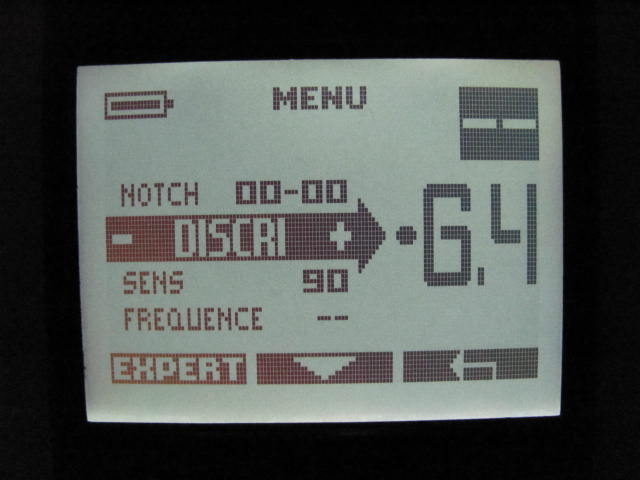 MENU
NOTCH 00-00
- DISCRI + 6.4
SENS 90
FREQUENCE --
EXPERT